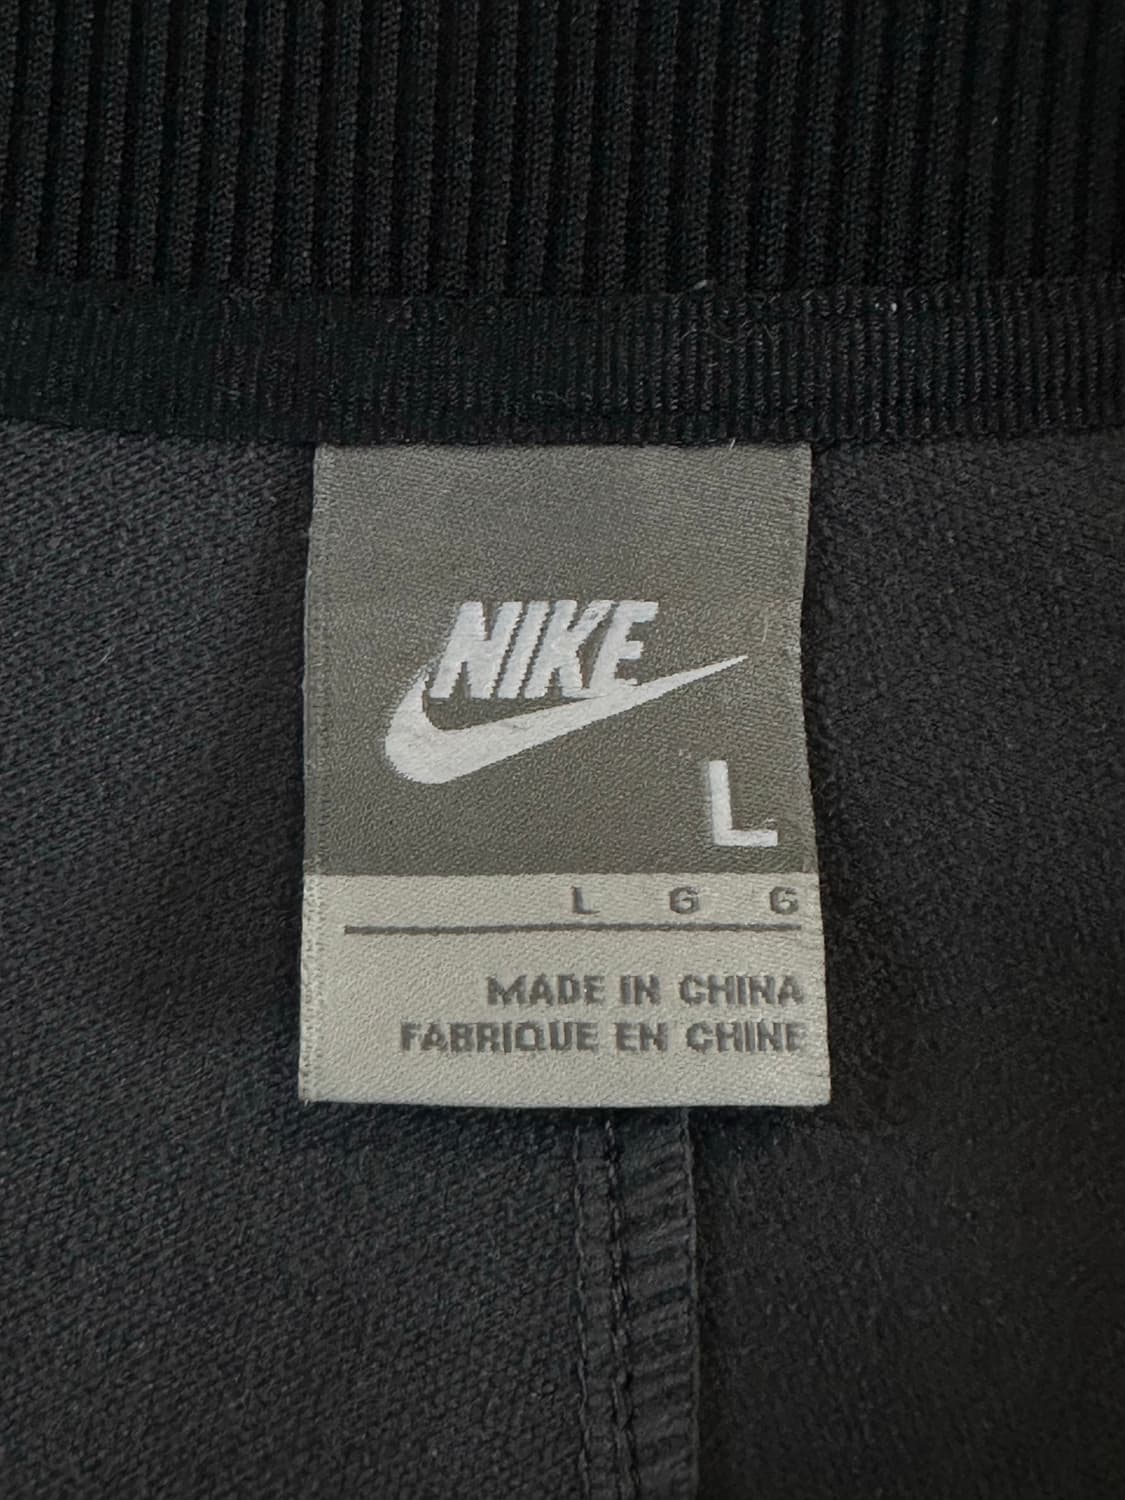 NIKE
L
L G G
MADE IN CHINA
FABRIQUE EN CHINE